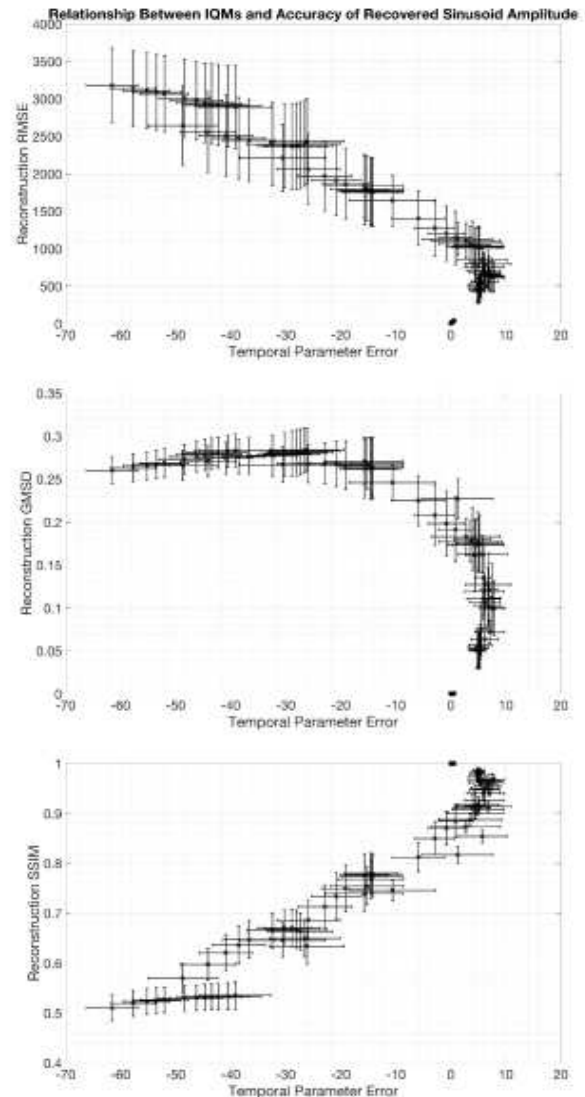 Relationship Between IQMs and Accuracy of Recovered Sinusoid Amplitude
4000
3500
3000
2500
2000
1500
1000
500
0
Reconstruction RMSE
-70 -60 -50 -40 -30 -20 -10 0 10 20
Temporal Parameter Error
0.35
0.3
0.25
0.2
0.15
0.1
0.05
0
Reconstruction GMSD
-70 -60 -50 -40 -30 -20 -10 0 10 20
Temporal Parameter Error
1
0.9
0.8
0.7
0.6
0.5
0.4
Reconstruction SSIM
-70 -60 -50 -40 -30 -20 -10 0 10 20
Temporal Parameter Error